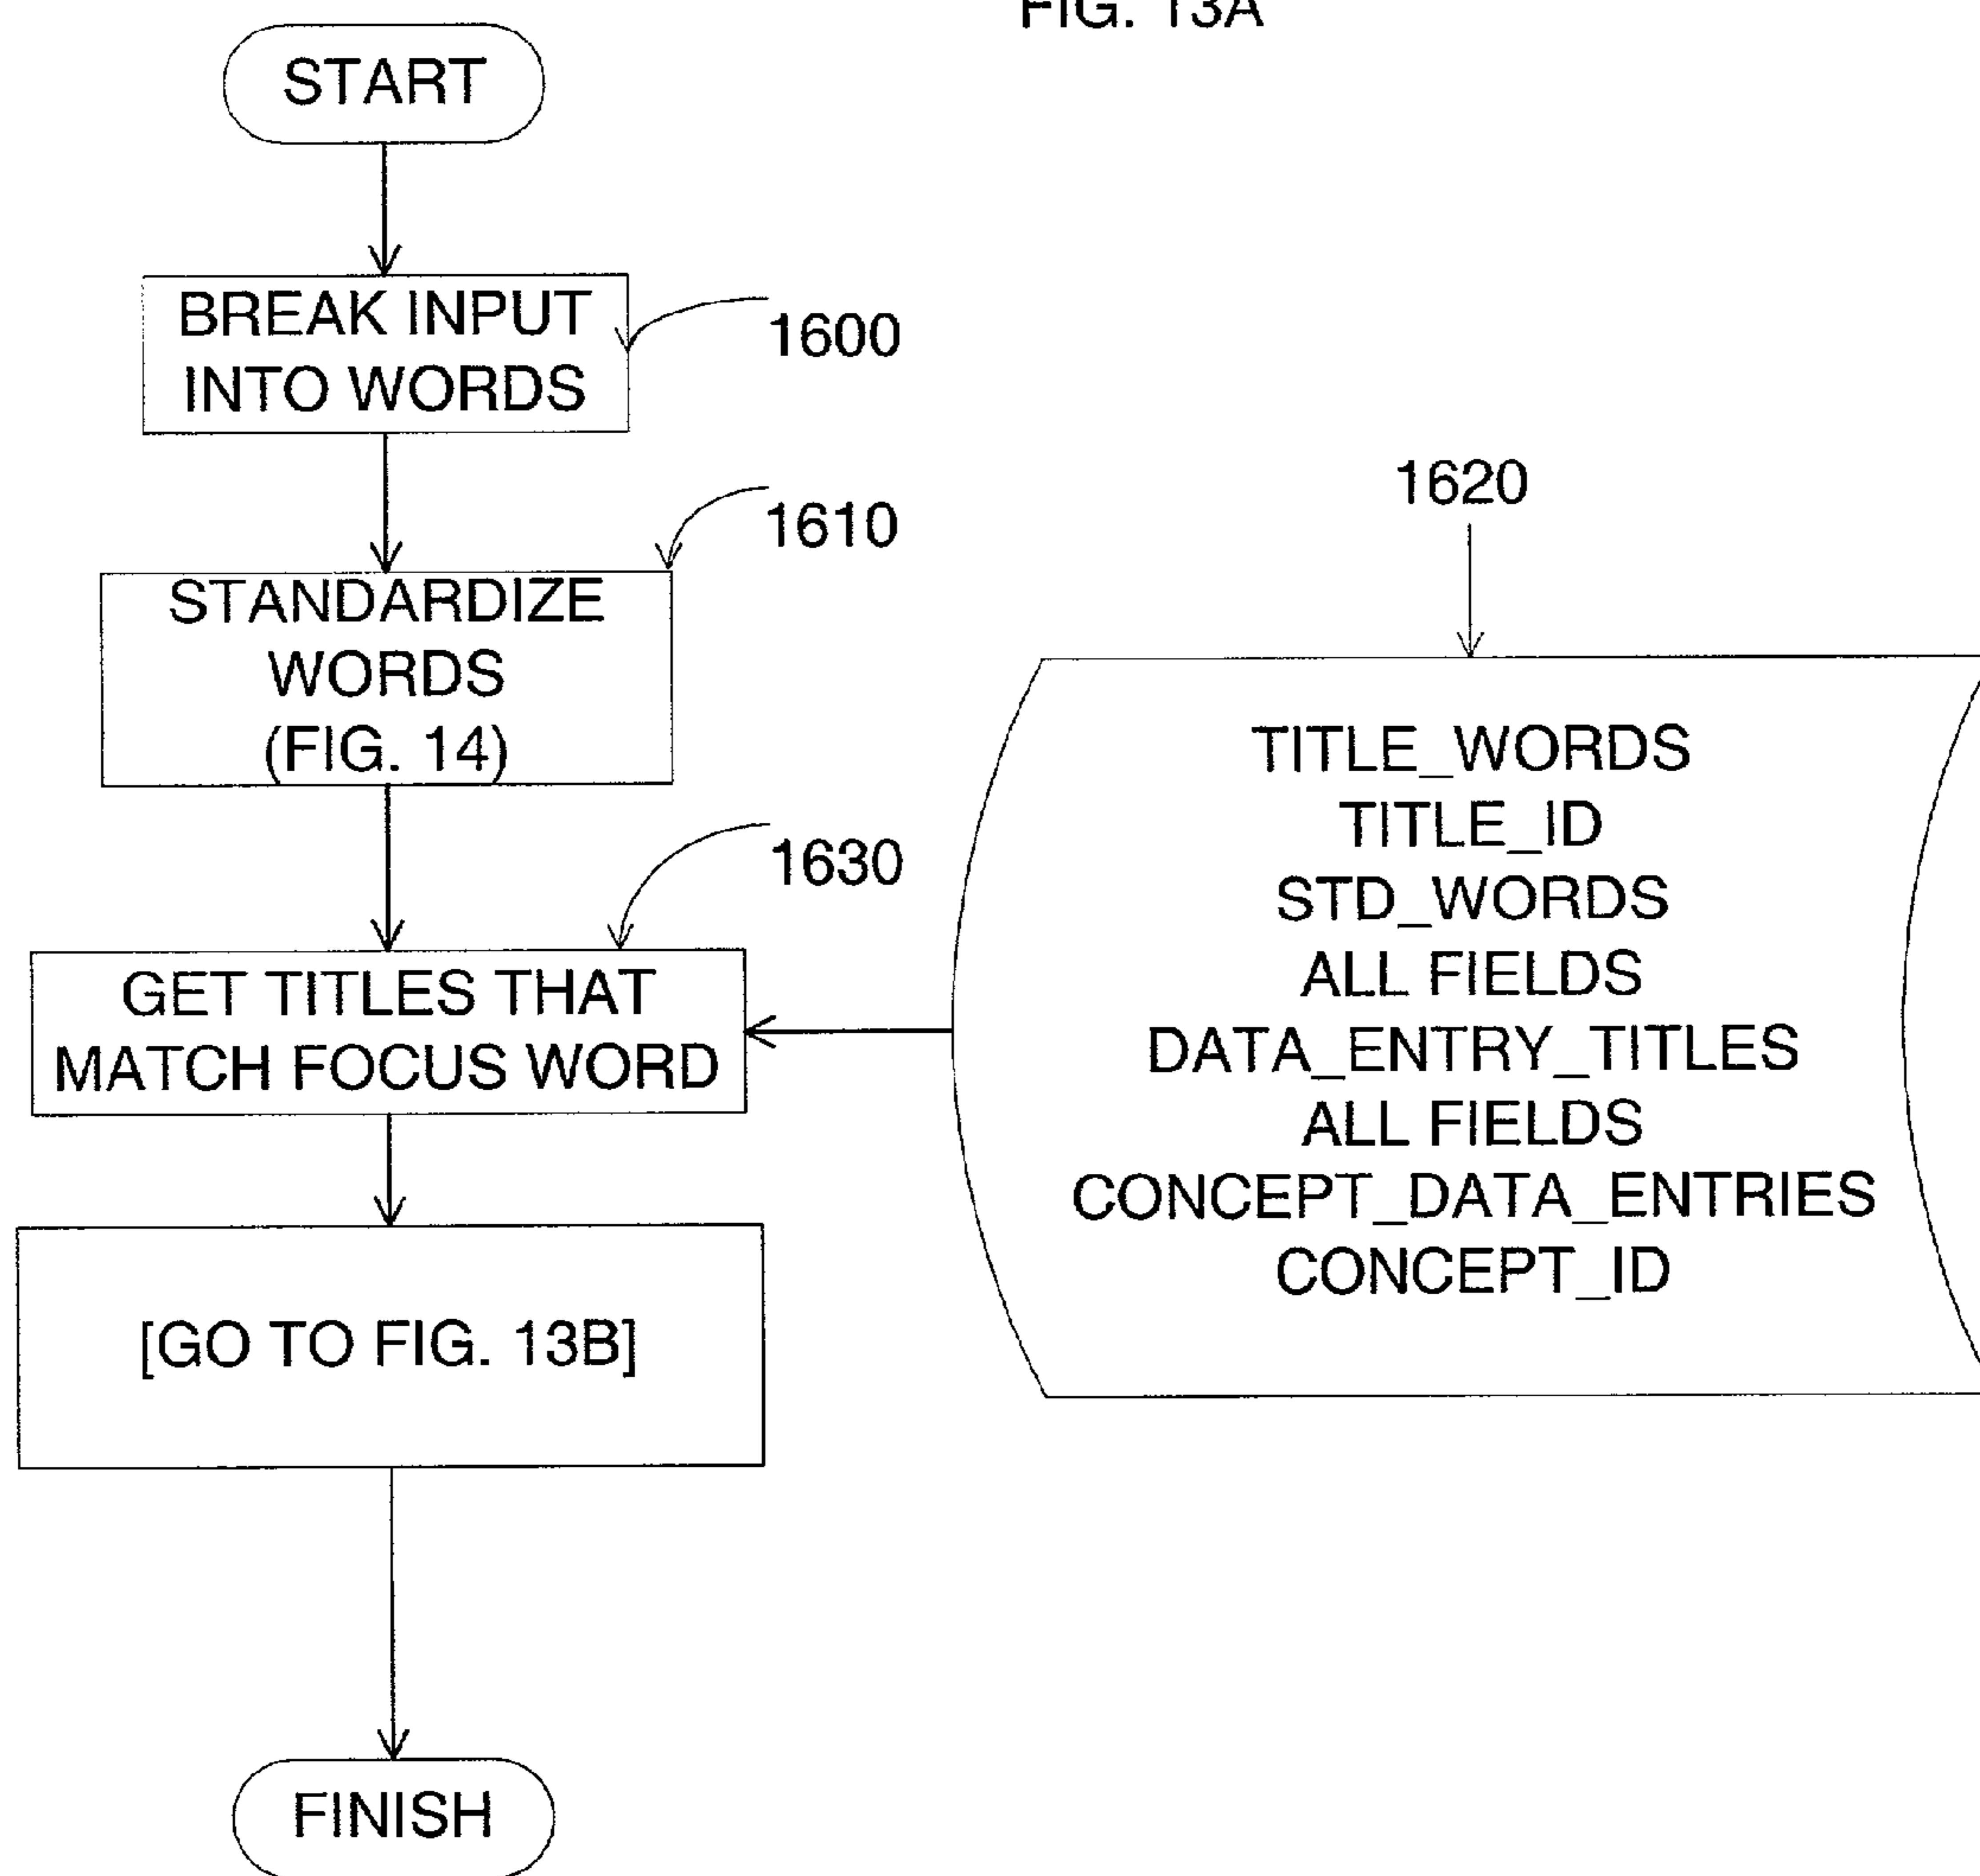 FIG. 13A
START
BREAK INPUT
INTO WORDS
1600
STANDARDIZE
WORDS
(FIG. 14)
1610
GET TITLES THAT
MATCH FOCUS WORD
1630
[GO TO FIG. 13B]
FINISH
1620
TITLE_WORDS
TITLE_ID
STD_WORDS
ALL FIELDS
DATA_ENTRY_TITLES
ALL FIELDS
CONCEPT_DATA_ENTRIES
CONCEPT_ID